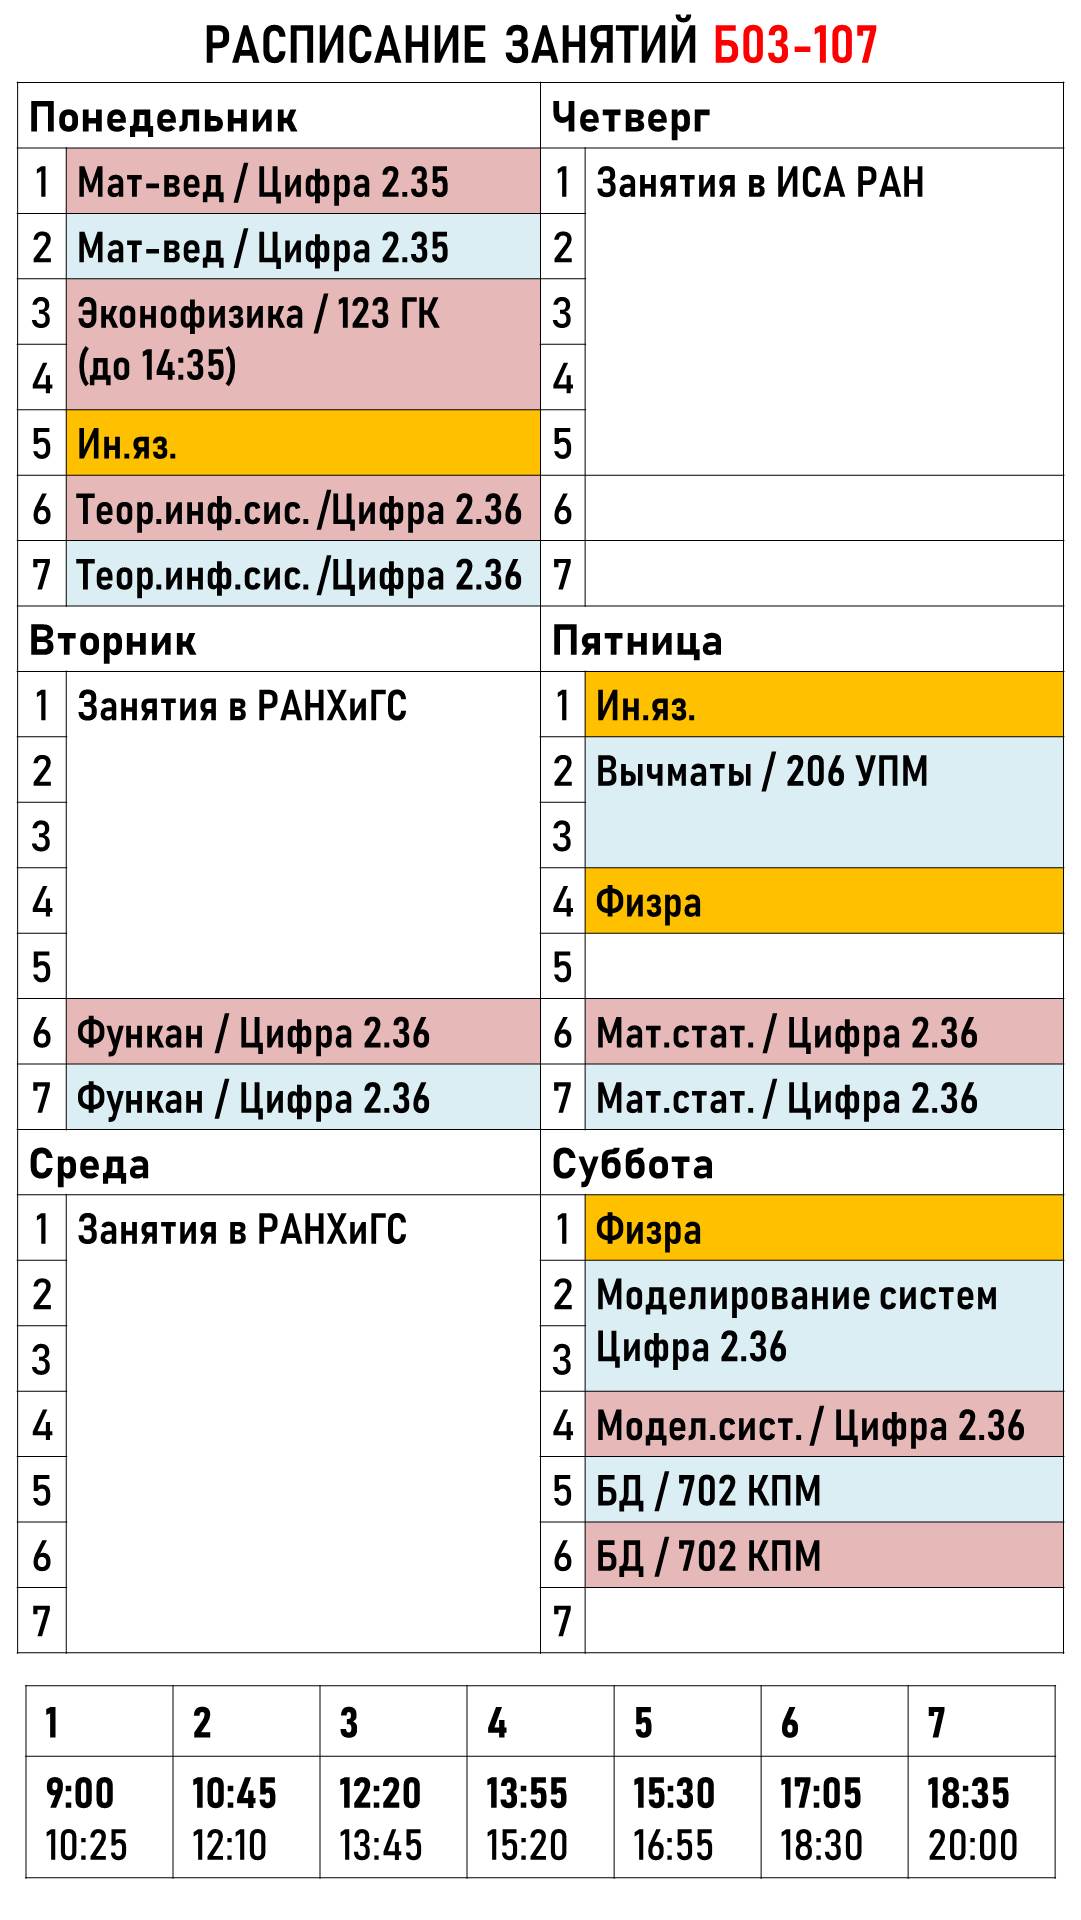 РАСПИСАНИЕ ЗАНЯТИЙ Б03-107
Понедельник
1 Мат-вед / Цифра 2.35
2 Мат-вед / Цифра 2.35
3 Эконофизика / 123 ГК
(до 14:35)
4
5 Ин.яз.
6 Теор.инф.сис. /Цифра 2.36
7 Теор.инф.сис. /Цифра 2.36
Вторник
1 Занятия в РАНХиГС
2
3
4
5
6 Функан / Цифра 2.36
7 Функан / Цифра 2.36
Среда
1 Занятия в РАНХиГС
2
3
4
5
6
7
Четверг
1 Занятия в ИСА РАН
2
3
4
5
6
7
Пятница
1 Ин.яз.
2 Вычматы / 206 УПМ
3
4 Физра
5
6 Мат.стат. / Цифра 2.36
7 Мат.стат. / Цифра 2.36
Суббота
1 Физра
2 Моделирование систем
3 Цифра 2.36
4 Модел.сист. / Цифра 2.36
5 БД / 702 КПМ
6 БД / 702 КПМ
7
1 2 3 4 5 6 7
9:00 10:45 12:20 13:55 15:30 17:05 18:35
10:25 12:10 13:45 15:20 16:55 18:30 20:00